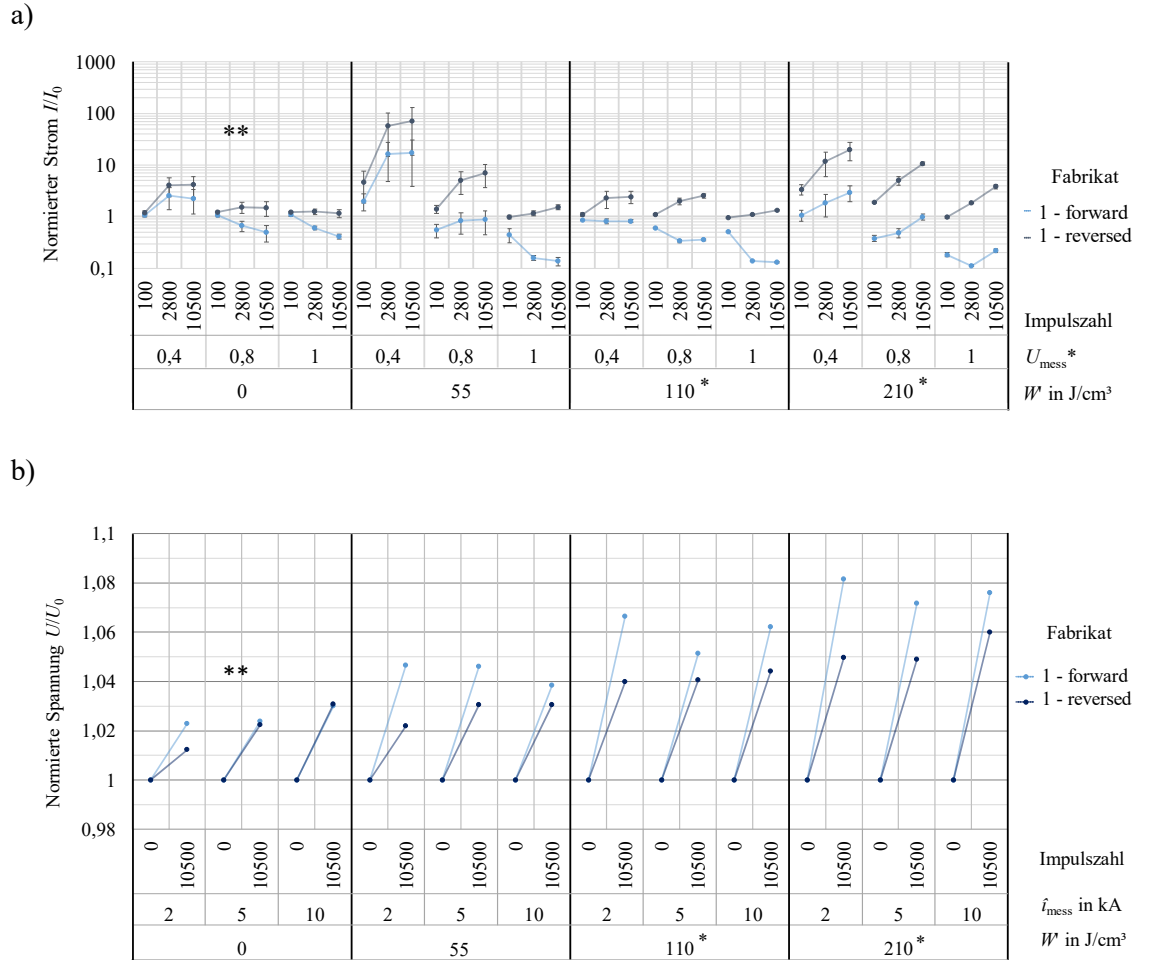 a)
1000
100
10
1
0,1
Normierter Strom I/I0
**
Fabrikat
1 - forward
1 - reversed
100 2800 10500 100 2800 10500 100 2800 10500 100 2800 10500 100 2800 10500 100 2800 10500 100 2800 10500 100 2800 10500 100 2800 10500 100 2800 10500 100 2800 10500 100 2800 10500
Impulszahl
0,4 0,8 1 0,4 0,8 1 0,4 0,8 1 0,4 0,8 1
Umess*
0 55 110 * 210 *
W' in J/cm³
b)
1,1
1,08
1,06
1,04
1,02
1
0,98
Normierte Spannung U/U0
**
Fabrikat
1 - forward
1 - reversed
0 10500 0 10500 0 10500 0 10500 0 10500 0 10500 0 10500 0 10500 0 10500 0 10500 0 10500 0 10500
Impulszahl
2 5 10 2 5 10 2 5 10 2 5 10
îmess in kA
0 55 110 * 210 *
W' in J/cm³